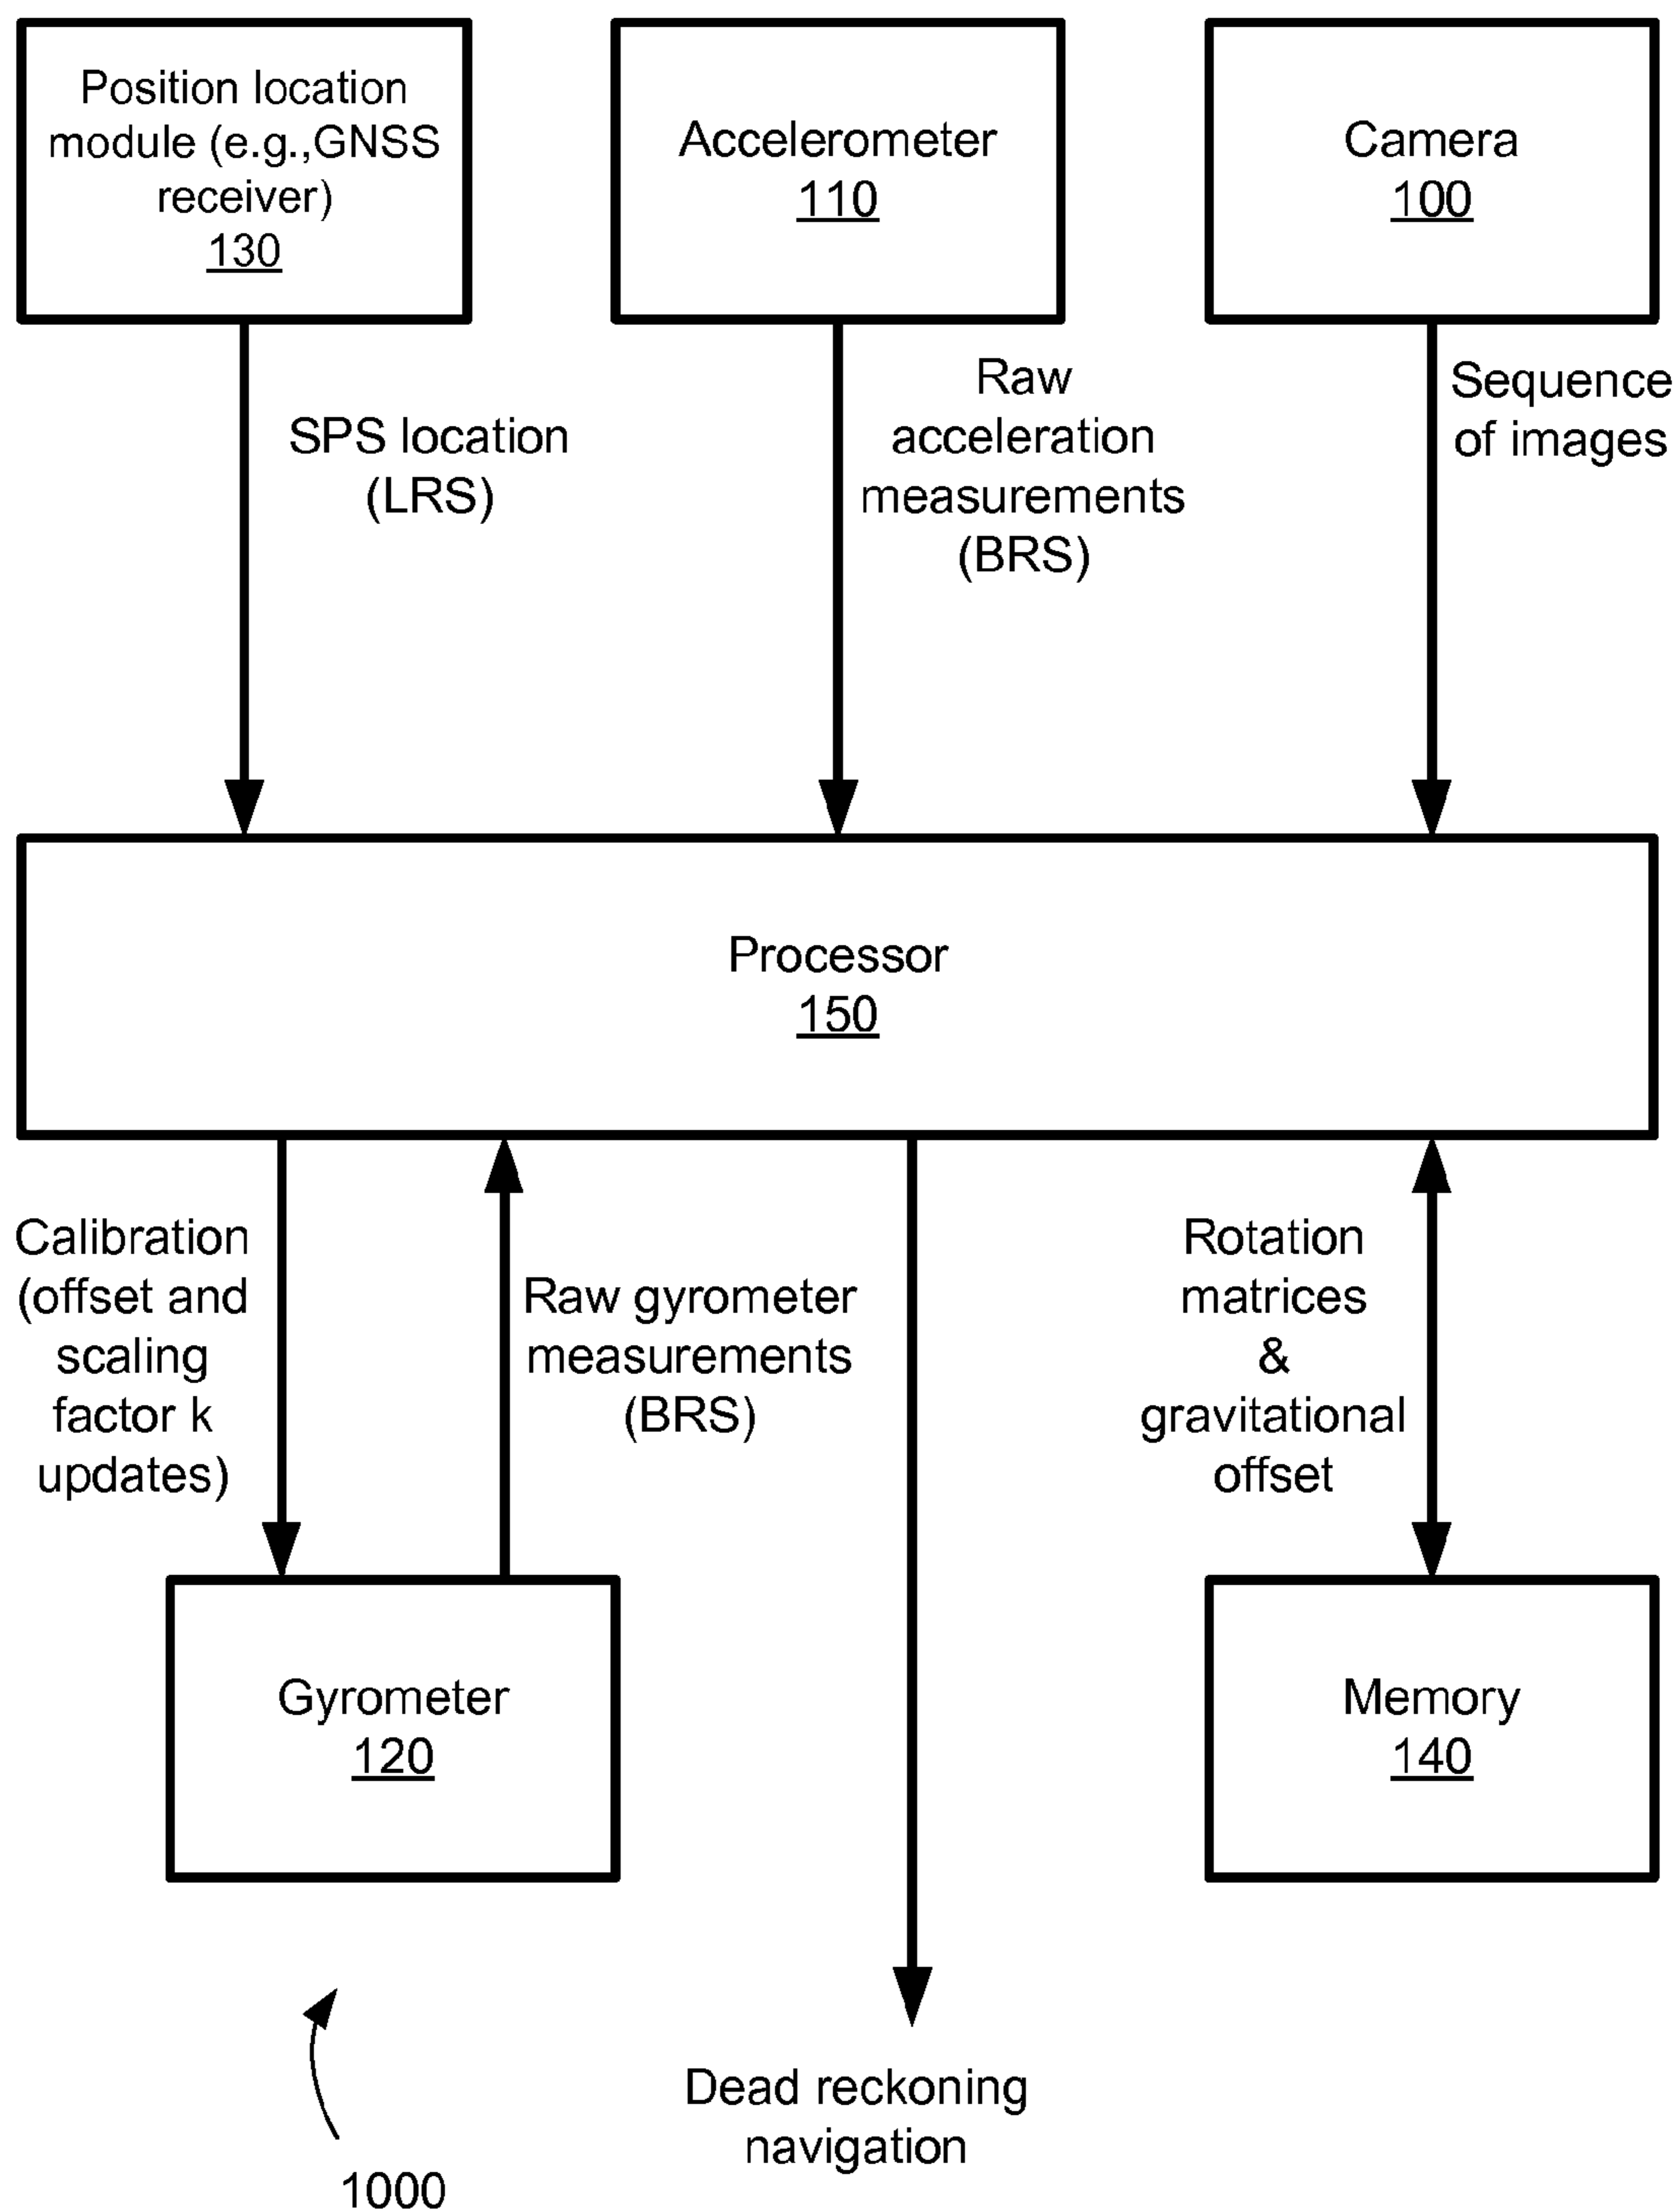 Position location
module (e.g.,GNSS
receiver)
130
Accelerometer
110
Camera
100
SPS location
(LRS)
Raw
acceleration
measurements
(BRS)
Sequence
of images
Processor
150
Calibration
(offset and
scaling
factor k
updates)
Raw gyrometer
measurements
(BRS)
Rotation
matrices
&
gravitational
offset
Gyrometer
120
Memory
140
Dead reckoning
navigation
1000